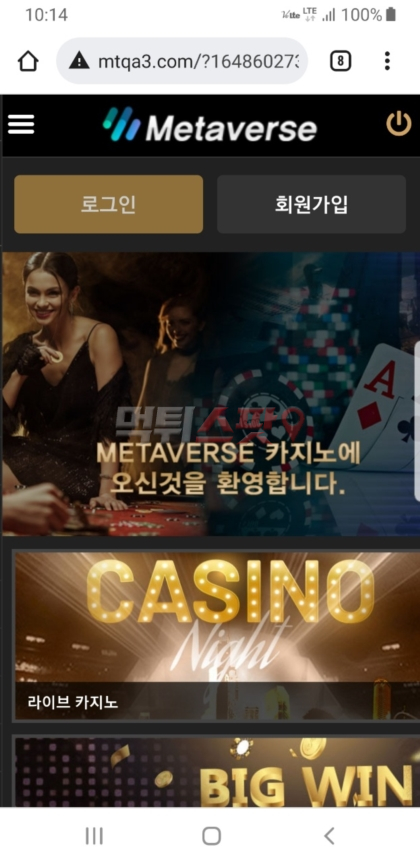 10:14
LTE
100%
mtqa3.com/?164860273
8
Metaverse
로그인
회원가입
A
먹튀스팟
METAVERSE 카지노에
오신것을 환영합니다.
CASINO
Night
라이브 카지노
BIG WIN